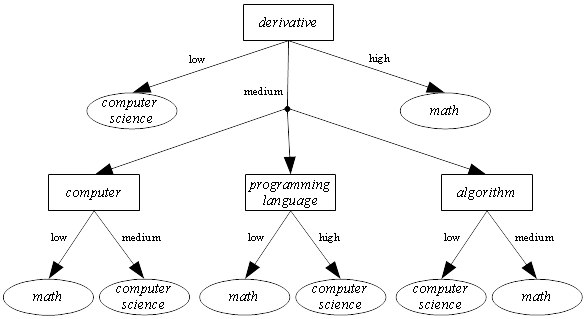 derivative
low
high
medium
computer
science
math
computer
programming
language
algorithm
low
medium
low
high
low
medium
math
computer
science
math
computer
science
computer
science
math